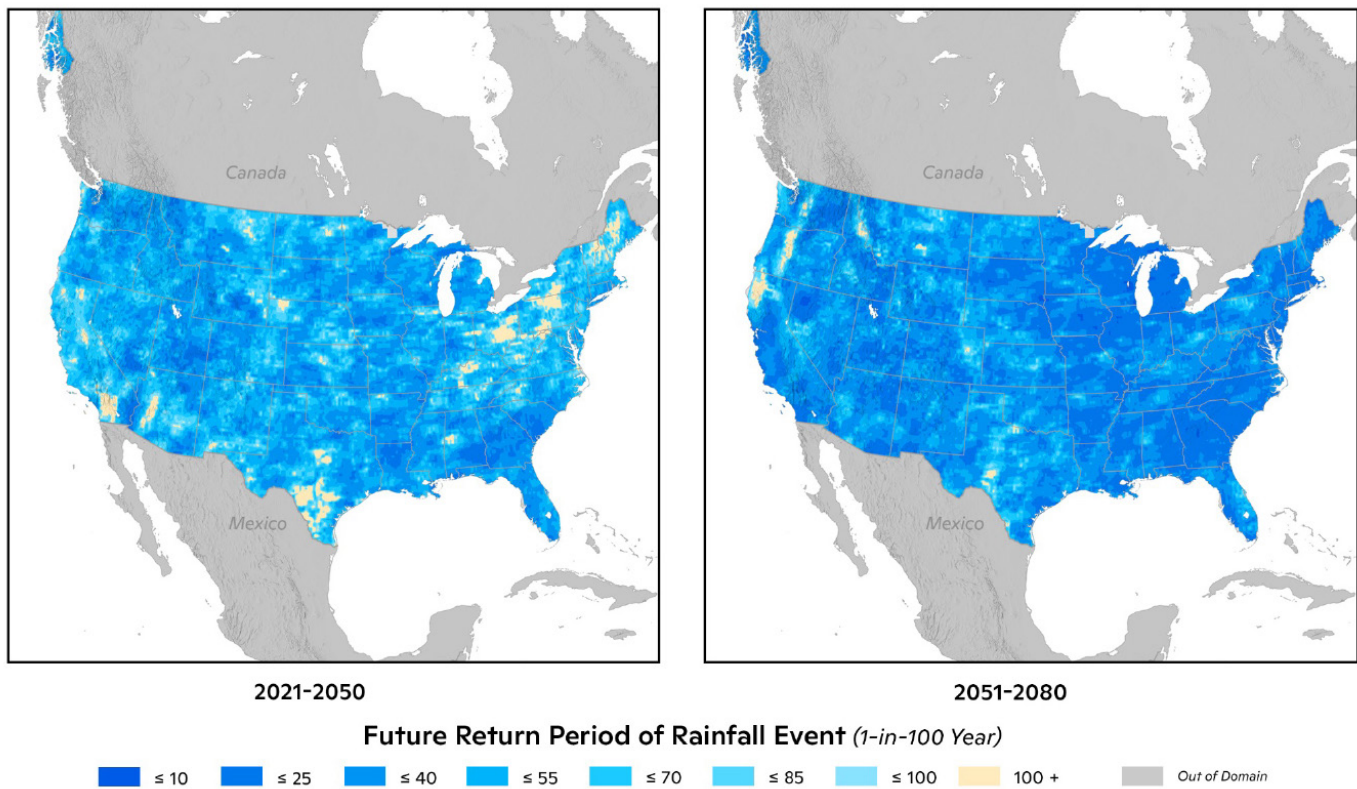 Canada
Mexico
Canada
Mexico
2021-2050
2051-2080
Future Return Period of Rainfall Event (1-in-100 Year)
≤ 10
≤ 25
≤ 40
≤ 55
≤ 70
≤ 85
≤ 100
100 +
Out of Domain